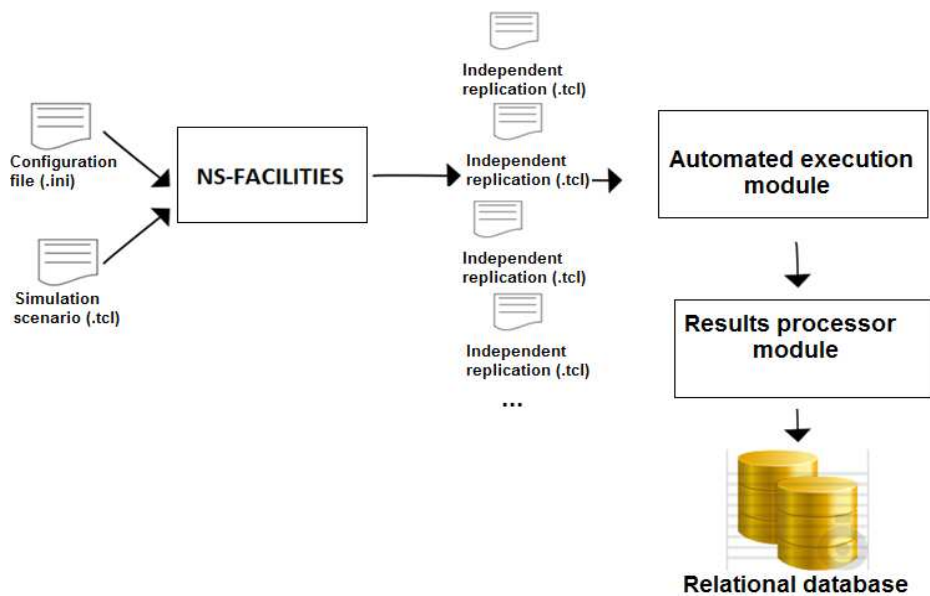 Configuration
file (.ini)
Simulation
scenario (.tcl)
NS-FACILITIES
Independent
replication (.tcl)
Independent
replication (.tcl)
Independent
replication (.tcl)
Independent
replication (.tcl)
...
Automated execution
module
Results processor
module
Relational database